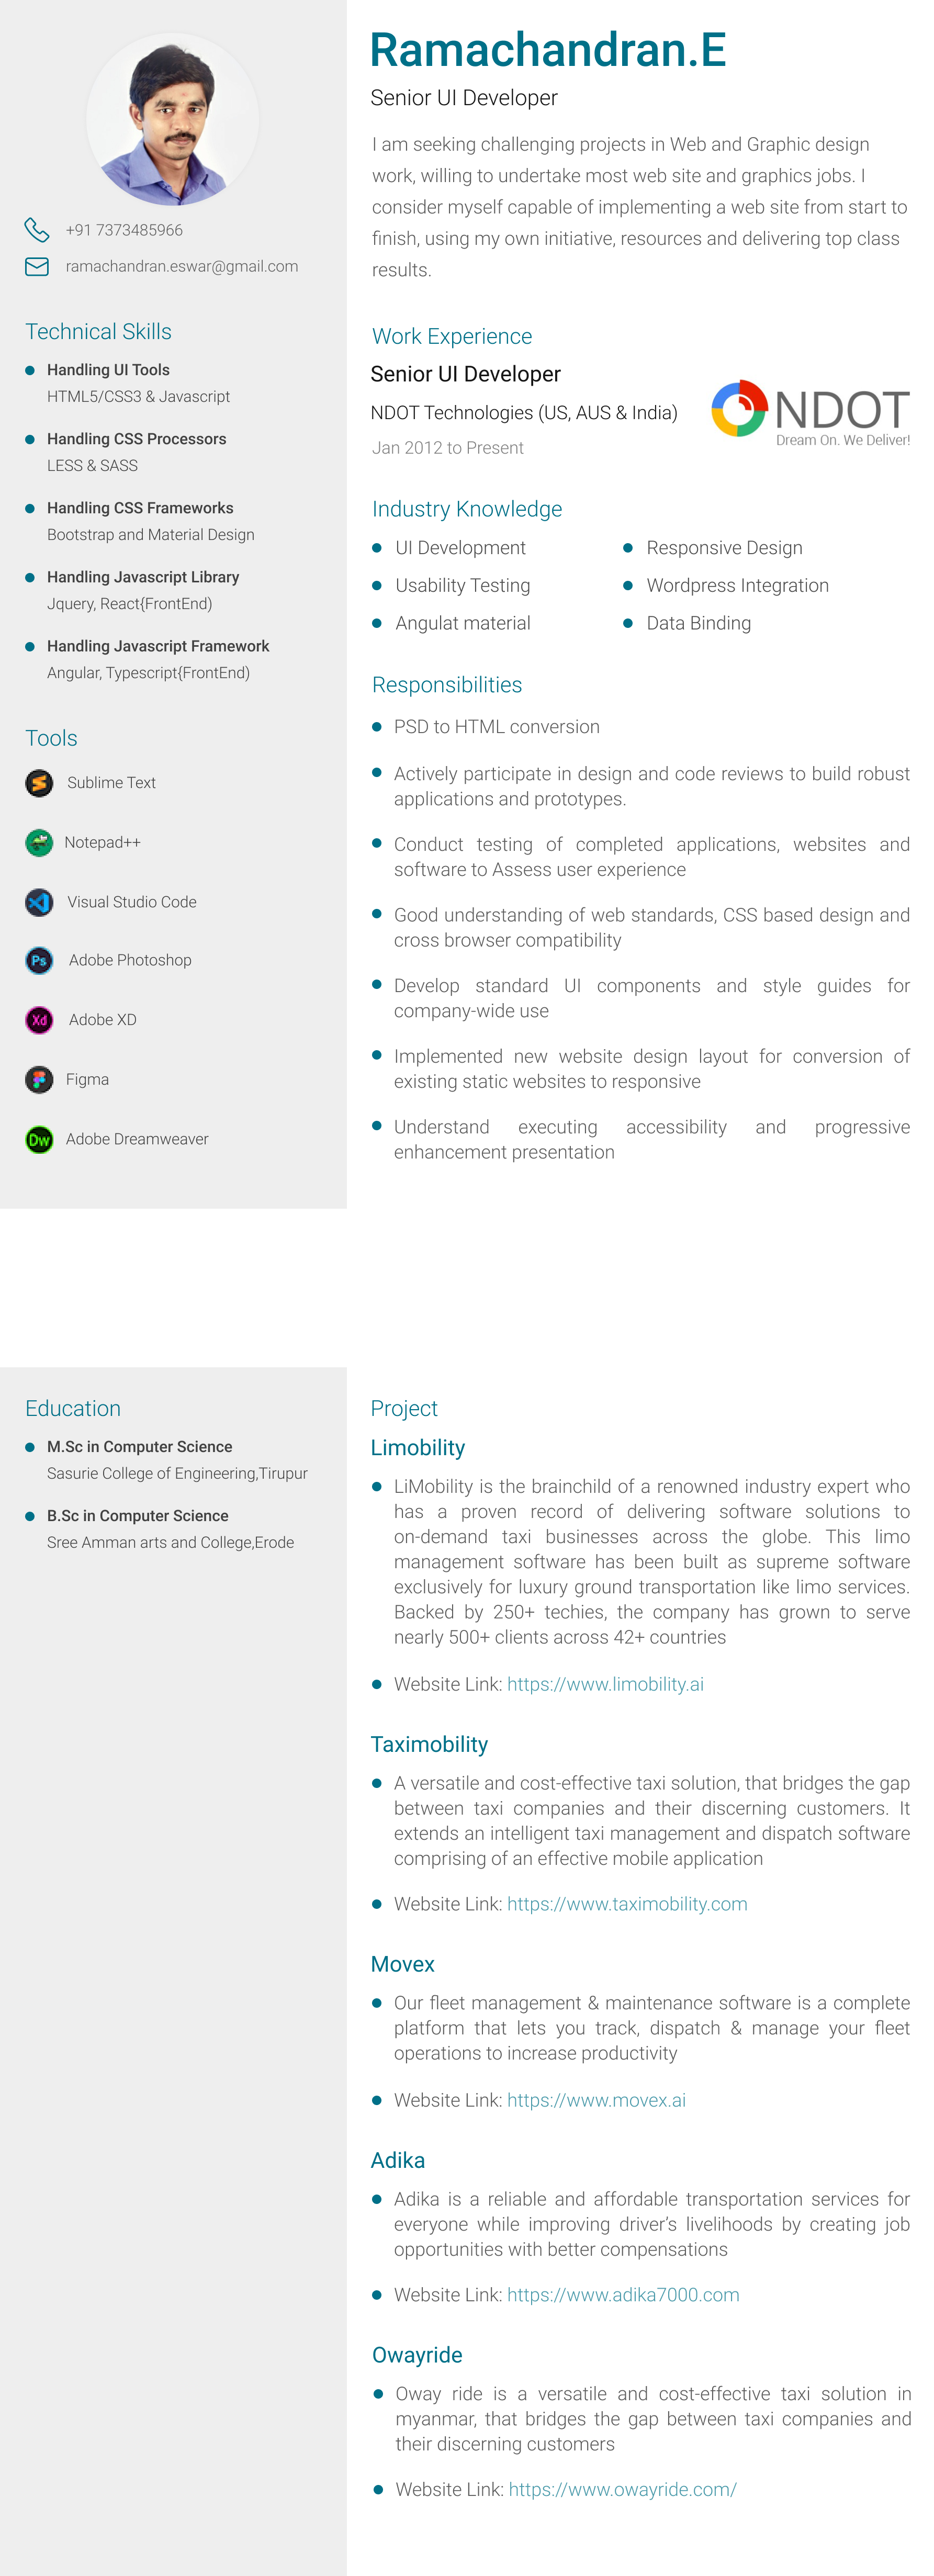 Ramachandran.E
Senior UI Developer
I am seeking challenging projects in Web and Graphic design
work, willing to undertake most web site and graphics jobs. I
consider myself capable of implementing a web site from start to
finish, using my own initiative, resources and delivering top class
results.
+91 7373485966
ramachandran.eswar@gmail.com
Technical Skills
Handling UI Tools
HTML5/CSS3 & Javascript
Handling CSS Processors
LESS & SASS
Handling CSS Frameworks
Bootstrap and Material Design
Handling Javascript Library
Jquery, React{FrontEnd)
Handling Javascript Framework
Angular, Typescript{FrontEnd)
Tools
Sublime Text
Notepad++
Visual Studio Code
Ps Adobe Photoshop
Xd Adobe XD
Figma
Dw Adobe Dreamweaver
Work Experience
Senior UI Developer
NDOT Technologies (US, AUS & India)
Jan 2012 to Present
NDOT
Dream On. We Deliver!
Industry Knowledge
UI Development
Responsive Design
Usability Testing
Wordpress Integration
Angulat material
Data Binding
Responsibilities
PSD to HTML conversion
Actively participate in design and code reviews to build robust
applications and prototypes.
Conduct testing of completed applications, websites and
software to Assess user experience
Good understanding of web standards, CSS based design and
cross browser compatibility
Develop standard UI components and style guides for
company-wide use
Implemented new website design layout for conversion of
existing static websites to responsive
Understand executing accessibility and progressive
enhancement presentation
Education
M.Sc in Computer Science
Sasurie College of Engineering,Tirupur
B.Sc in Computer Science
Sree Amman arts and College,Erode
Project
Limobility
LiMobility is the brainchild of a renowned industry expert who
has a proven record of delivering software solutions to
on-demand taxi businesses across the globe. This limo
management software has been built as supreme software
exclusively for luxury ground transportation like limo services.
Backed by 250+ techies, the company has grown to serve
nearly 500+ clients across 42+ countries
Website Link: https://www.limobility.ai
Taximobility
A versatile and cost-effective taxi solution, that bridges the gap
between taxi companies and their discerning customers. It
extends an intelligent taxi management and dispatch software
comprising of an effective mobile application
Website Link: https://www.taximobility.com
Movex
Our fleet management & maintenance software is a complete
platform that lets you track, dispatch & manage your fleet
operations to increase productivity
Website Link: https://www.movex.ai
Adika
Adika is a reliable and affordable transportation services for
everyone while improving driver’s livelihoods by creating job
opportunities with better compensations
Website Link: https://www.adika7000.com
Owayride
Oway ride is a versatile and cost-effective taxi solution in
myanmar, that bridges the gap between taxi companies and
their discerning customers
Website Link: https://www.owayride.com/